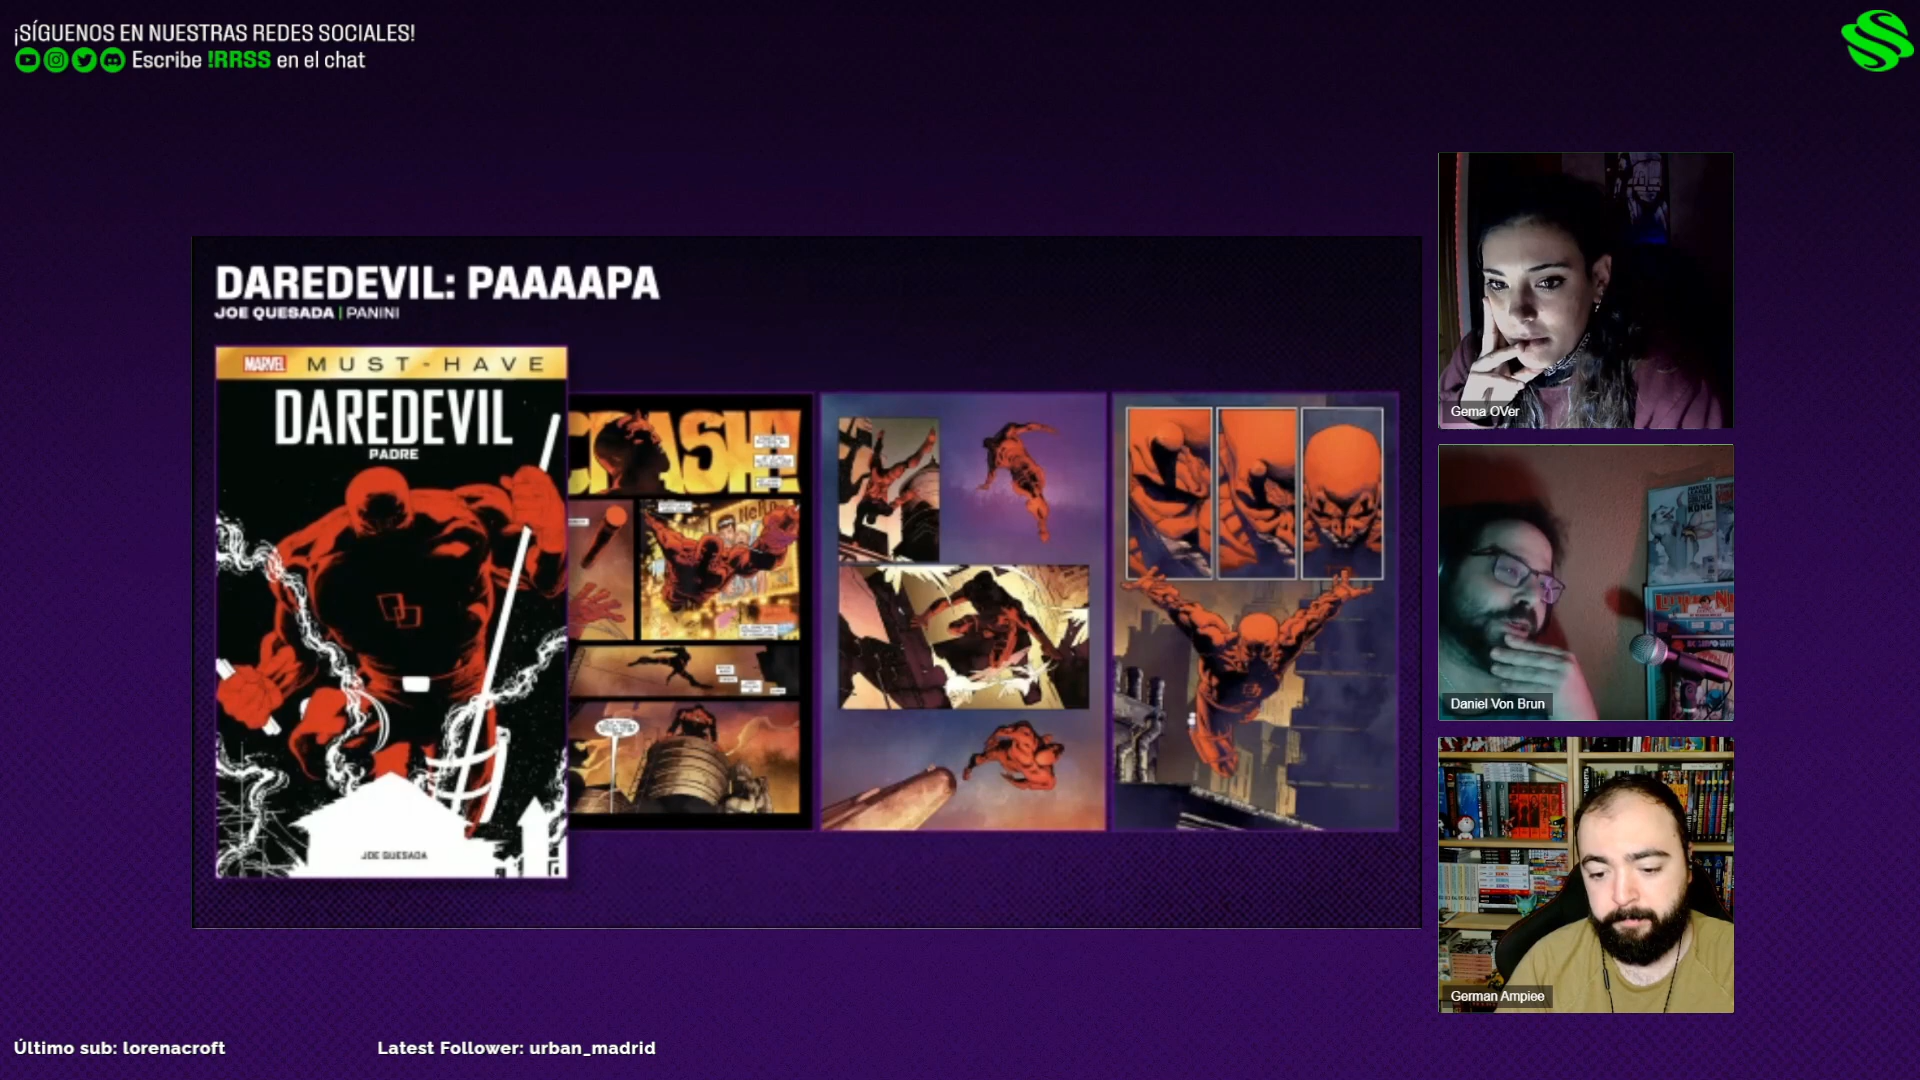 ¡SÍGUENOS EN NUESTRAS REDES SOCIALES!
Escribe !RRSS en el chat
DAREDEVIL: PAAAAPA
JOE QUESADA | PANINI
MARVEL MUST-HAVE
DAREDEVIL
PADRE
JOE QUESADA
CRASH!
Gema OVer
KONG
Daniel Von Brun
German Ampiee
Último sub: lorenacroft
Latest Follower: urban_madrid